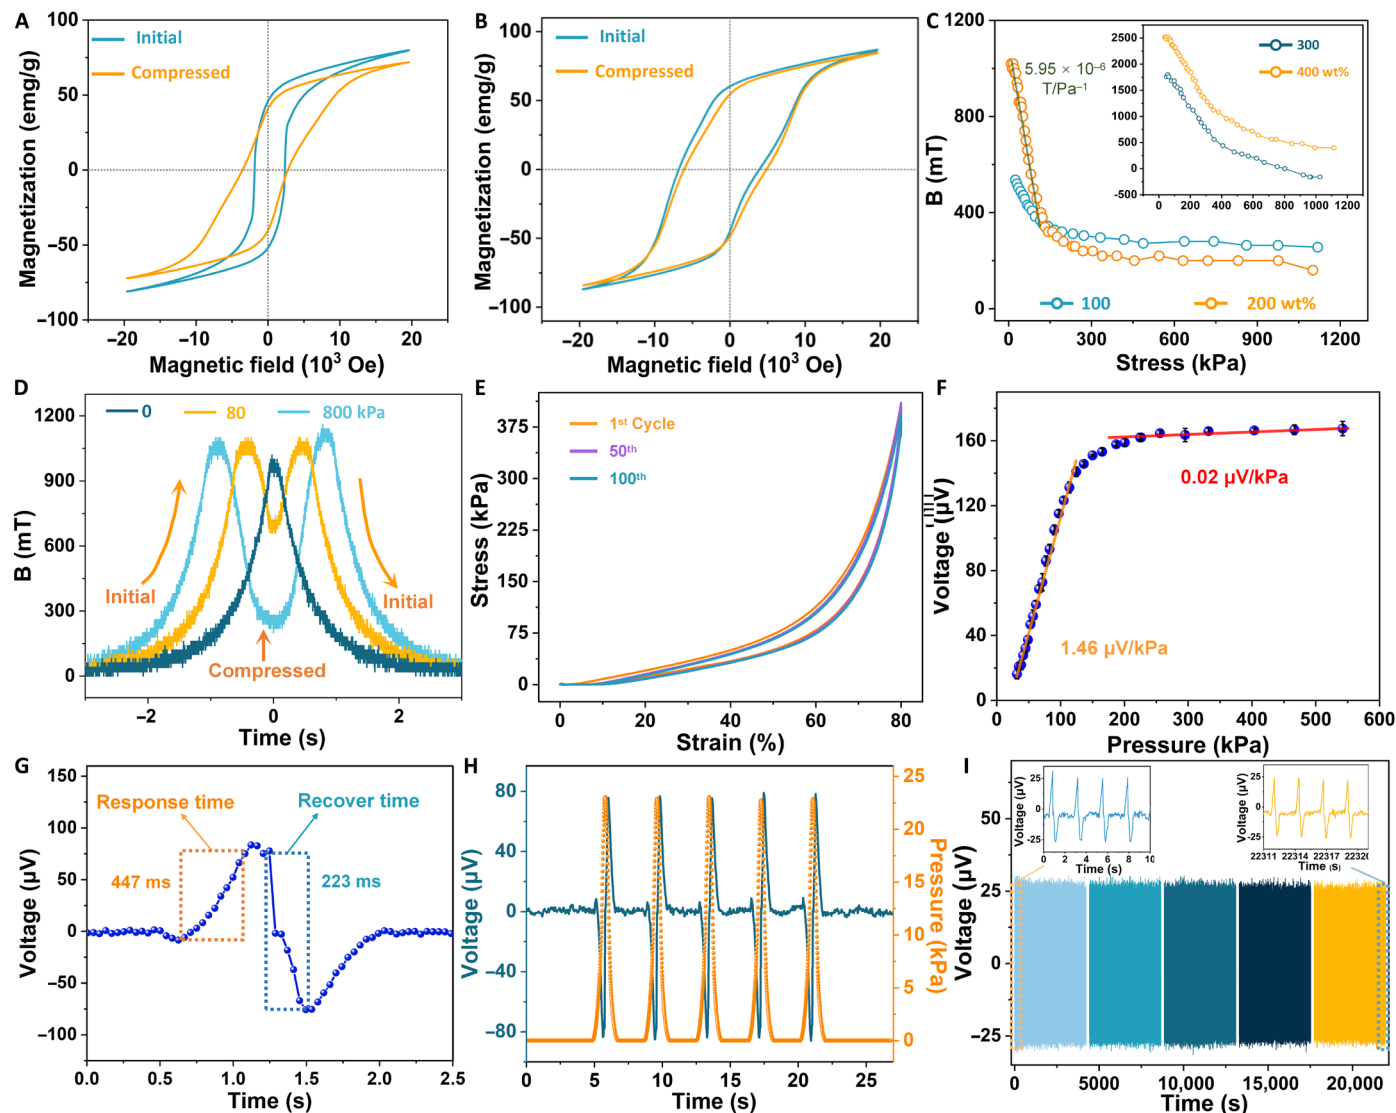 A
Initial
Compressed
Magnetization (emg/g)
100
50
0
−50
−100
−20
−10
0
10
20
Magnetic field (10³ Oe)
B
Initial
Compressed
Magnetization (emg/g)
100
50
0
−50
−100
−20
−10
0
10
20
Magnetic field (10³ Oe)
C
B (mT)
1200
800
400
0
5.95 × 10⁻⁶
T/Pa⁻¹
2500
2000
1500
1000
500
0
-500
0
200
400
600
800
1000
1200
300
400 wt%
100
200 wt%
0
300
600
900
1200
Stress (kPa)
D
0
80
800 kPa
B (mT)
1200
900
600
300
0
Initial
Compressed
Initial
−2
0
2
Time (s)
E
1st Cycle
50th
100th
Stress (kPa)
375
300
225
150
75
0
0
20
40
60
80
Strain (%)
F
Voltage (µV)
160
120
80
40
0
0.02 µV/kPa
1.46 µV/kPa
0
100
200
300
400
500
600
Pressure (kPa)
G
Voltage (µV)
150
100
50
0
−50
−100
Response time
Recover time
447 ms
223 ms
0.0
0.5
1.0
1.5
2.0
2.5
Time (s)
H
Voltage (µV)
80
40
0
−40
−80
25
20
15
10
5
0
Pressure (kPa)
0
5
10
15
20
25
Time (s)
I
Voltage (µV)
50
25
0
−25
Voltage (µV)
25
0
-25
0
2
4
6
8
10
Time (s)
Voltage (µV)
25
0
-25
22311
22314
22317
22320
Time (s)
0
5000
10,000
15,000
20,000
Time (s)